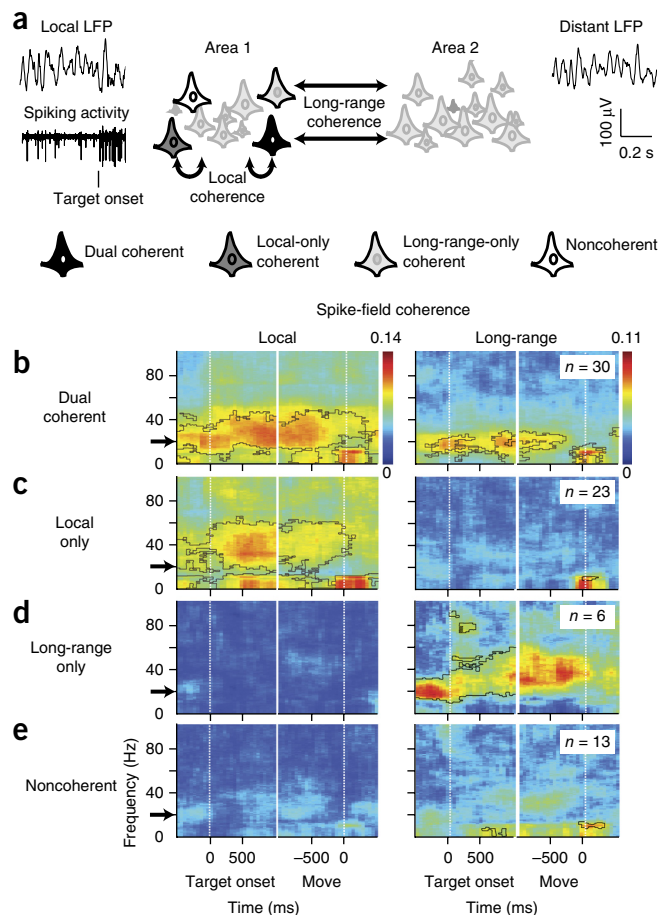 a
Local LFP
Area 1
Area 2
Distant LFP
Long-range
coherence
Spiking activity
100 µV
0.2 s
Local
coherence
Target onset
Dual coherent
Local-only
coherent
Long-range-only
coherent
Noncoherent
Spike-field coherence
Local
0.14
Long-range
0.11
b
Dual
coherent
80
40
0
n = 30
0
0
c
Local
only
80
40
0
n = 23
d
Long-range
only
80
40
0
n = 6
e
Noncoherent
Frequency (Hz)
80
40
0
n = 13
0 500 –500 0
0 500 –500 0
Target onset Move
Target onset Move
Time (ms)
Time (ms)